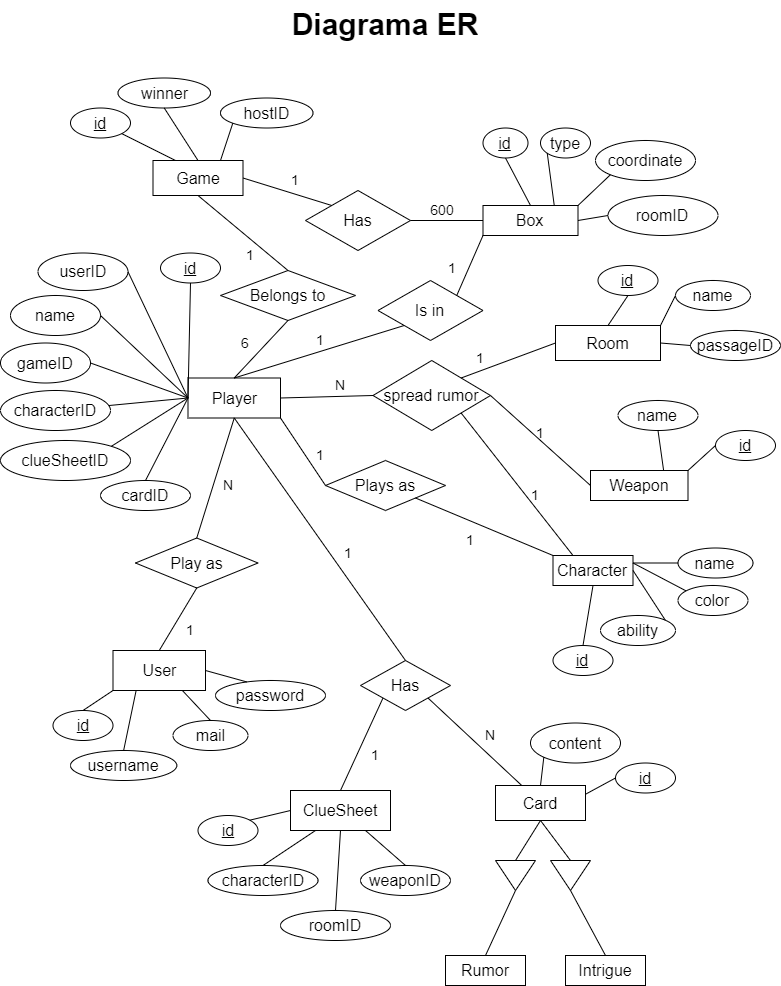 Diagrama ER
winner
id
hostID
Game
1
Has
600
id
type
coordinate
Box
roomID
1
Belongs to
6
1
Is in
1
userID
id
name
gameID
characterID
clueSheetID
cardID
Player
N
spread rumor
1
id
name
Room
passageID
1
name
id
Weapon
1
Plays as
1
1
Character
name
color
ability
id
N
Play as
1
User
password
id
mail
username
1
Has
1
N
ClueSheet
id
characterID
weaponID
roomID
content
id
Card
Rumor
Intrigue